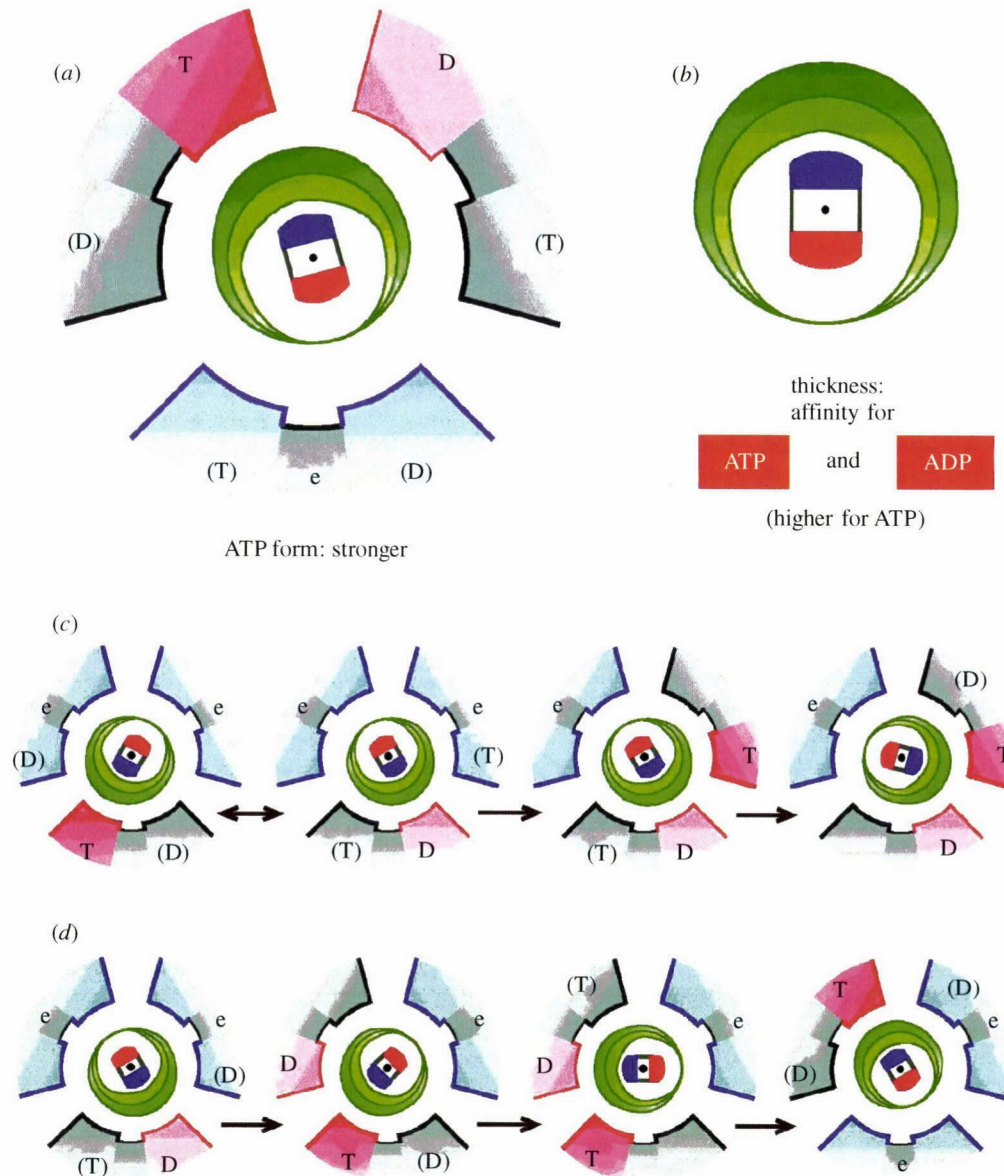 (a)
T
D
(D)
(T)
(T)
e
(D)
ATP form: stronger
(b)
thickness:
affinity for
ATP and ADP
(higher for ATP)
(c)
e
e
(D)
T
(D)
e
e
(T)
(T)
D
e
T
(T)
D
(D)
e
T
D
(d)
e
e
(D)
(T)
D
e
D
T
(D)
(T)
e
D
T
T
(D)
(D)
e